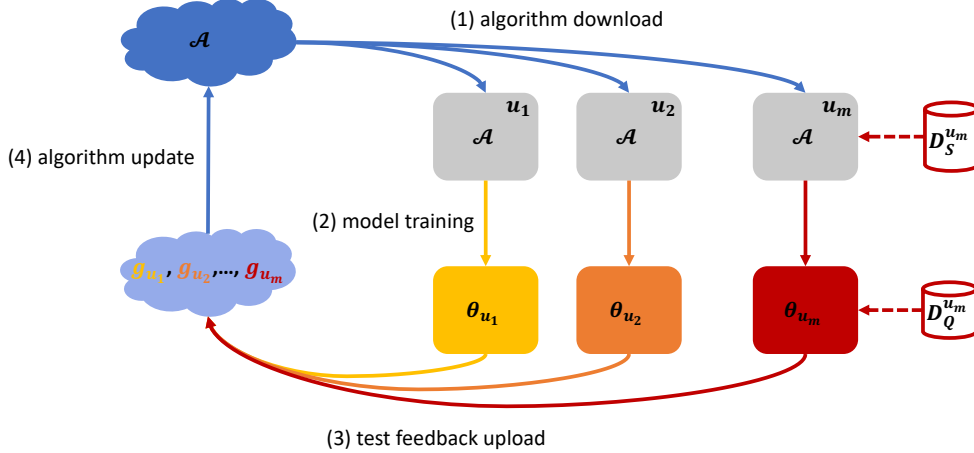 (1) algorithm download
𝒜
u₁
u₂
uₘ
𝒜
𝒜
𝒜
D_S^{uₘ}
(4) algorithm update
(2) model training
g_{u₁}, g_{u₂},..., g_{uₘ}
θ_{u₁}
θ_{u₂}
θ_{uₘ}
D_Q^{uₘ}
(3) test feedback upload